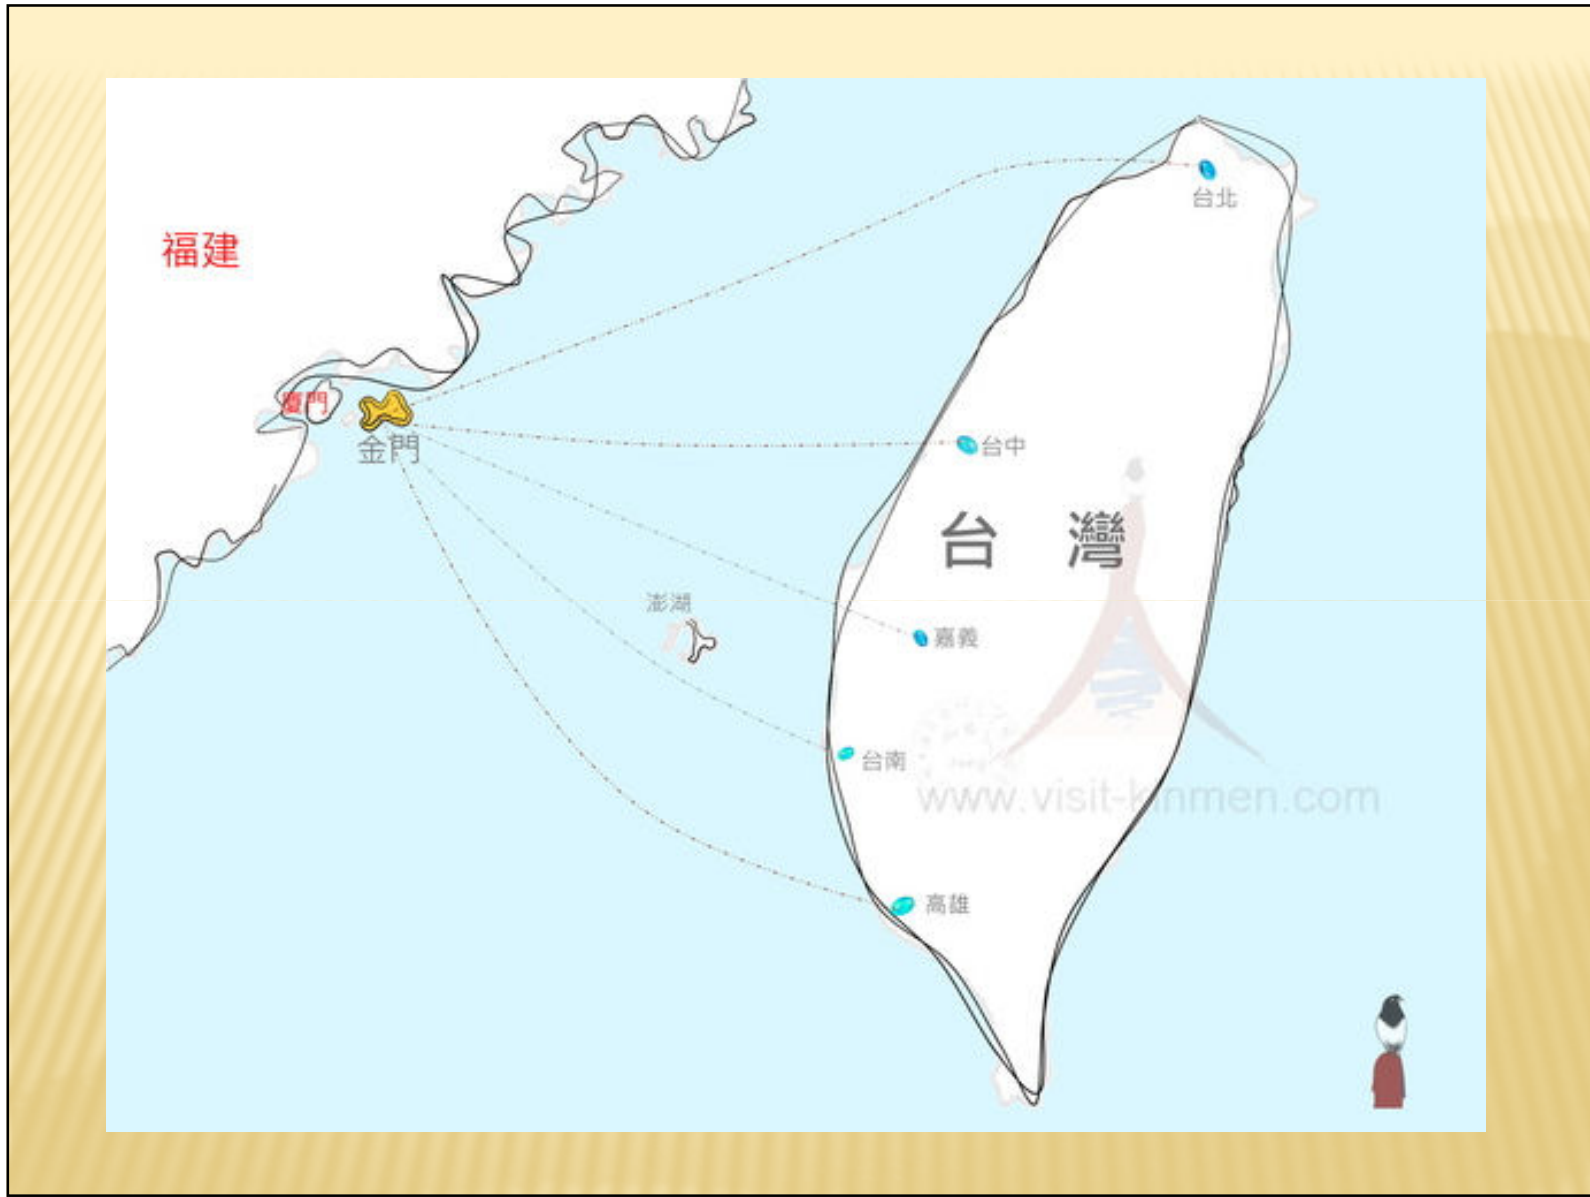 台北
福建
廈門
金門
台中
台 灣
澎湖
嘉義
台南
www.visit-kinmen.com
高雄